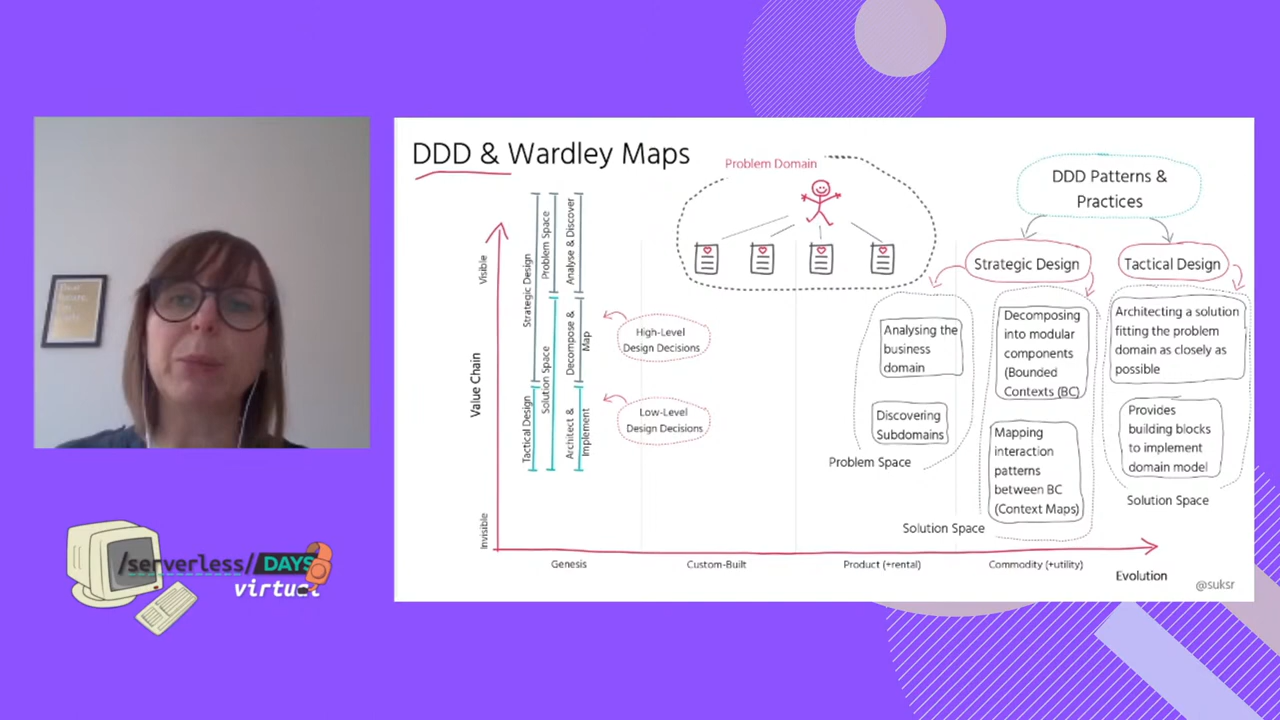 DDD & Wardley Maps
Problem Domain
DDD Patterns &
Practices
Strategic Design
Tactical Design
Analysing the
business
domain
Discovering
Subdomains
Problem Space
Decomposing
into modular
components
(Bounded
Contexts (BC)
Mapping
interaction
patterns
between BC
(Context Maps)
Solution Space
Architecting a solution
fitting the problem
domain as closely as
possible
Provides
building blocks
to implement
domain model
Solution Space
Visible
Value Chain
Invisible
Strategic Design
Problem Space
Analyse & Discover
Tactical Design
Solution Space
Decompose &
Map
Architect &
Implement
High-Level
Design Decisions
Low-Level
Design Decisions
Genesis
Custom-Built
Product (+rental)
Commodity (+utility)
Evolution
@suksr
/serverless/DAYS
virtual